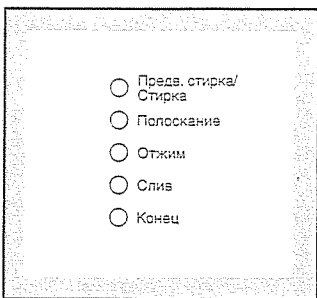 Предв. стирка/
Стирка
Полоскание
Отжим
Слив
Конец